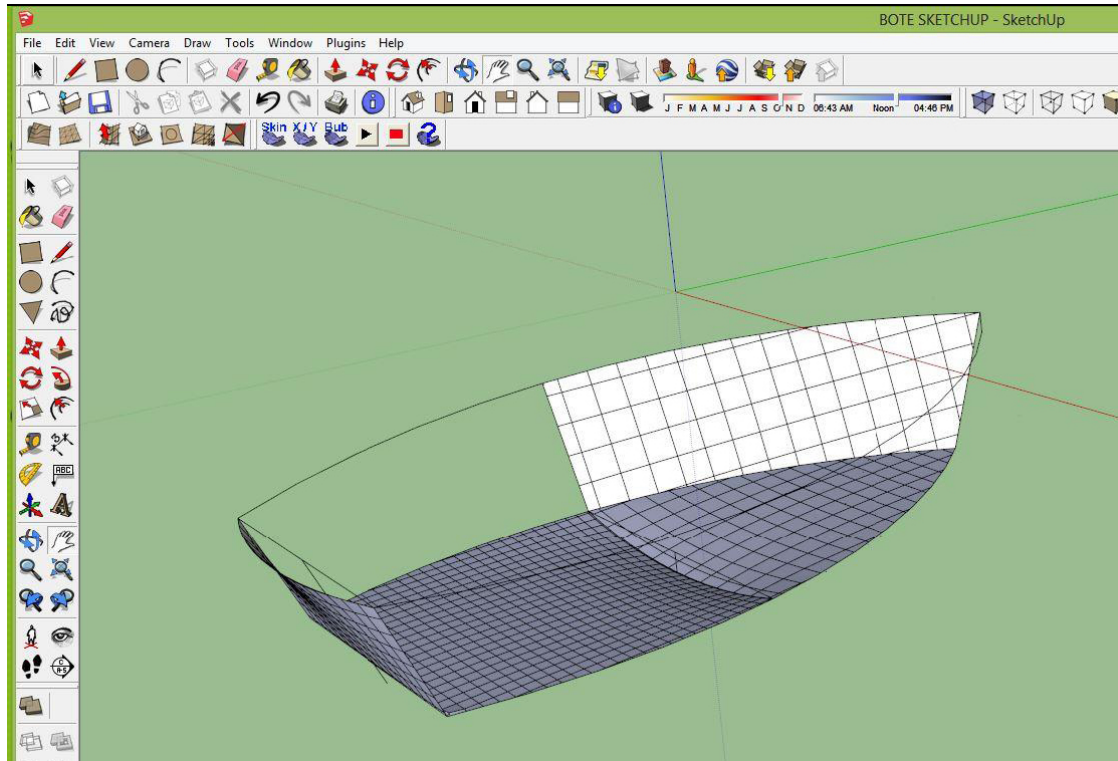 BOTE SKETCHUP - SketchUp
File Edit View Camera Draw Tools Window Plugins Help
J F M A M J J A S O N D 06:43 AM Noon 04:46 PM
Skin X/Y Bub
ABC